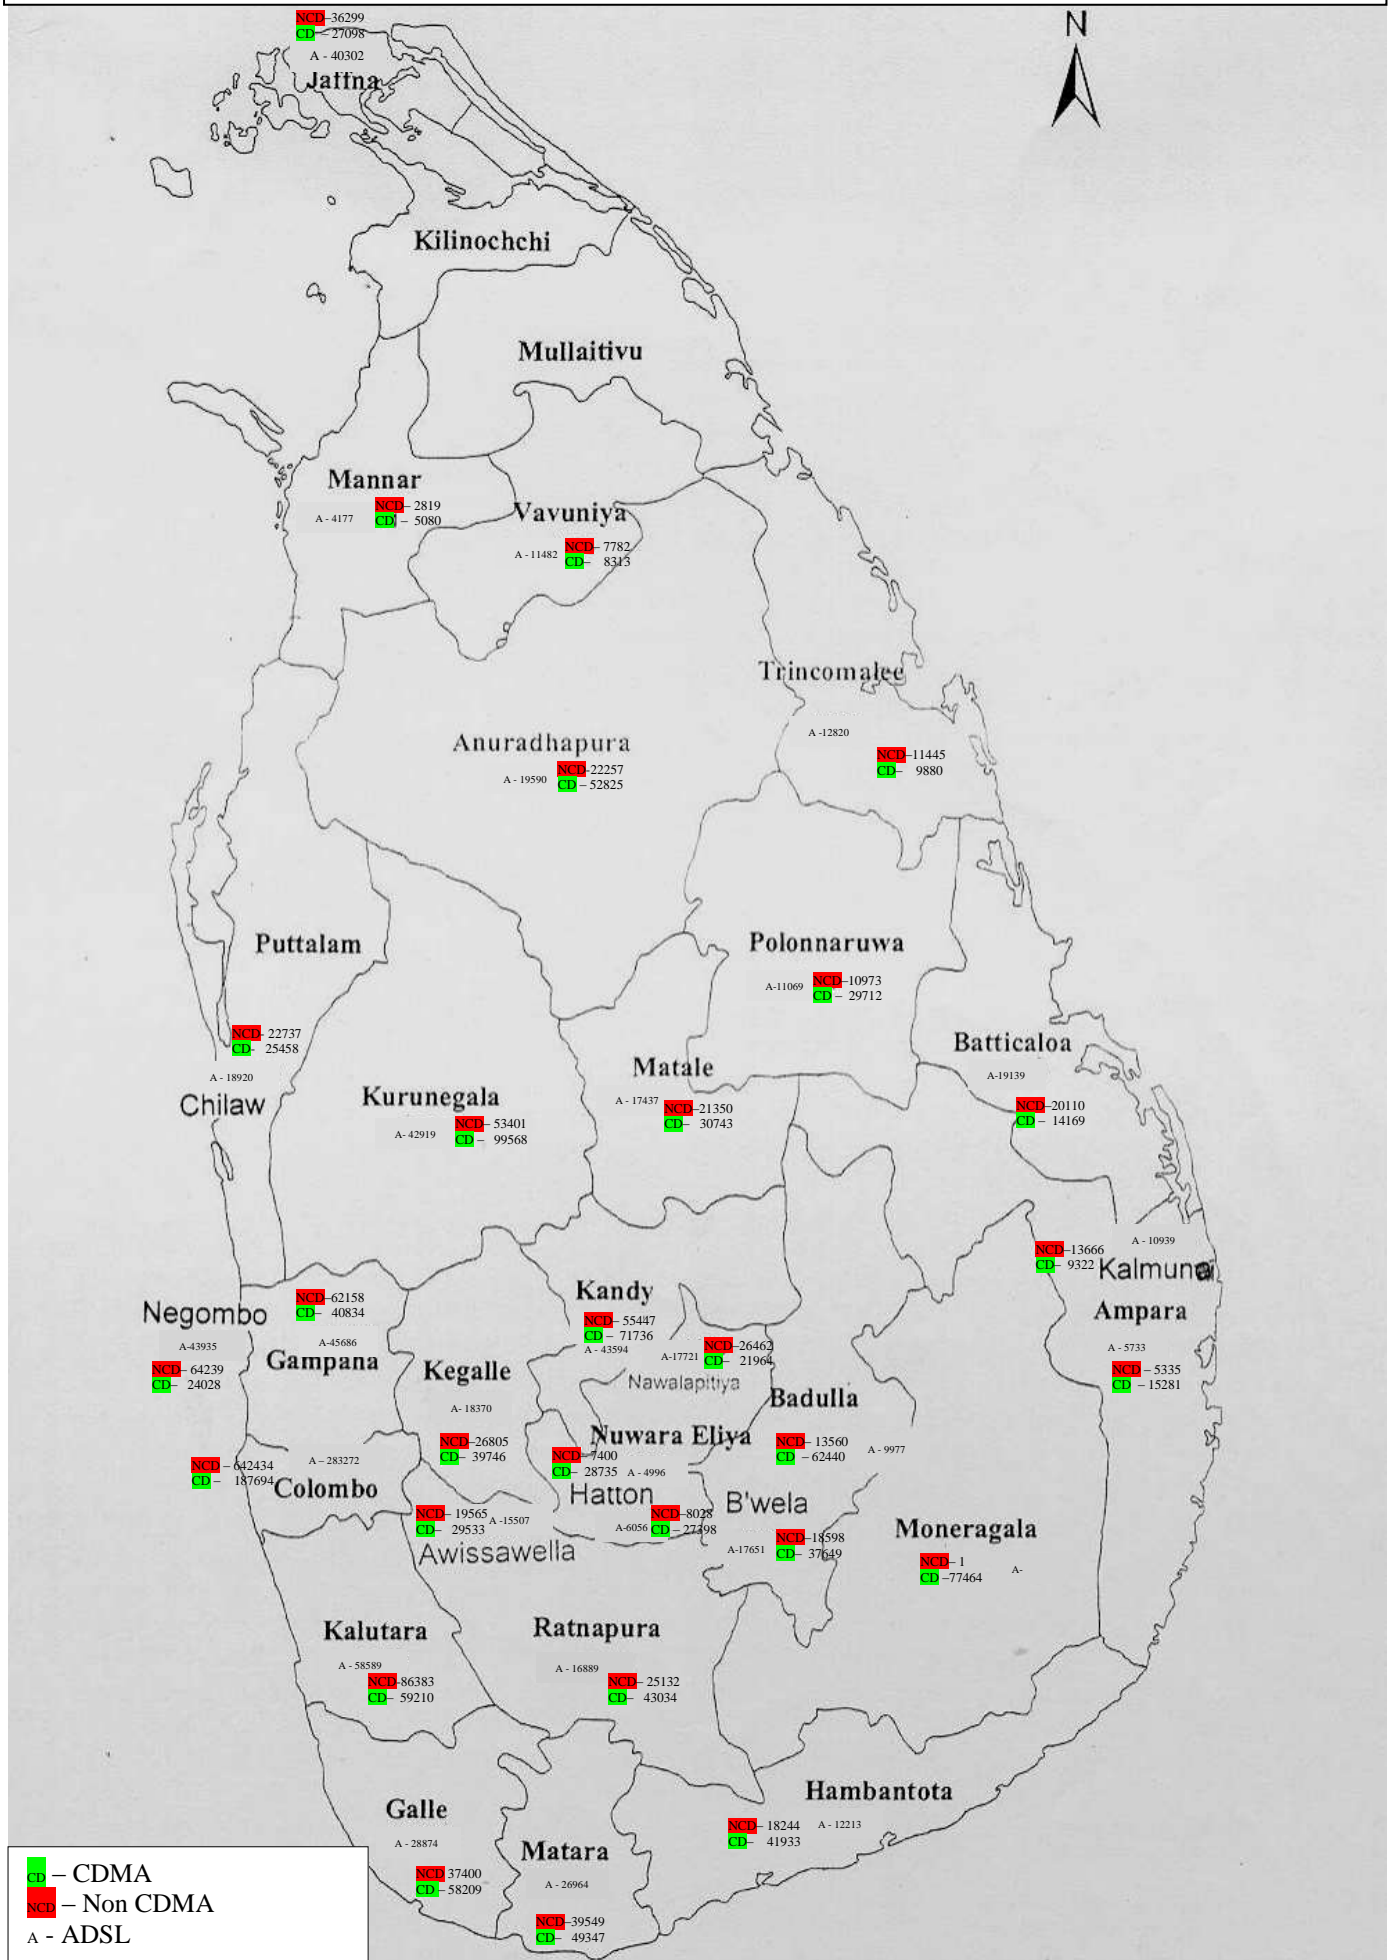 NCD–36299
CD – 27098
A - 40302
Jaffna
N
Kilinochchi
Mullaitivu
Mannar
NCD– 2819
A - 4177
CD – 5080
Vavuniya
NCD– 7782
A - 11482
CD– 8313
Trincomalee
A -12820
NCD–11445
CD– 9880
Anuradhapura
NCD-22257
A - 19590
CD – 52825
Puttalam
NCD- 22737
CD- 25458
A - 18920
Chilaw
Polonnaruwa
NCD–10973
A-11069
CD – 29712
Batticaloa
A-19139
NCD–20110
CD – 14169
Matale
A - 17437
NCD–21350
CD– 30743
Kurunegala
NCD– 53401
A- 42919
CD – 99568
A - 10939
NCD–13666
CD– 9322
Kalmunai
Ampara
A - 5733
NCD – 5335
CD – 15281
Negombo
A-43935
NCD– 64239
CD– 24028
NCD–62158
CD– 40834
A-45686
Gampana
Kandy
NCD – 55447
CD – 71736
A - 43594
NCD–26462
A-17721
CD– 21964
Nawalapitiya
Kegalle
A- 18370
NCD–26805
CD– 39746
Nuwara Eliya
NCD–7400
CD– 28735
A - 4996
Hatton
NCD–8028
A-6056
CD – 27398
Badulla
NCD– 13560
CD – 62440
A - 9977
B'wela
NCD–18598
A-17651
CD– 37649
NCD – 642434
CD – 187694
A – 283272
Colombo
NCD– 19565
A -15507
CD– 29533
Awissawella
Moneragala
NCD– 1
A-
CD –77464
Kalutara
A - 58589
NCD-86383
CD– 59210
Ratnapura
A - 16889
NCD– 25132
CD– 43034
Hambantota
NCD– 18244
A - 12213
CD– 41933
Galle
A - 28874
NCD 37400
CD – 58209
Matara
A - 26964
NCD–39549
CD– 49347
CD – CDMA
NCD – Non CDMA
A - ADSL